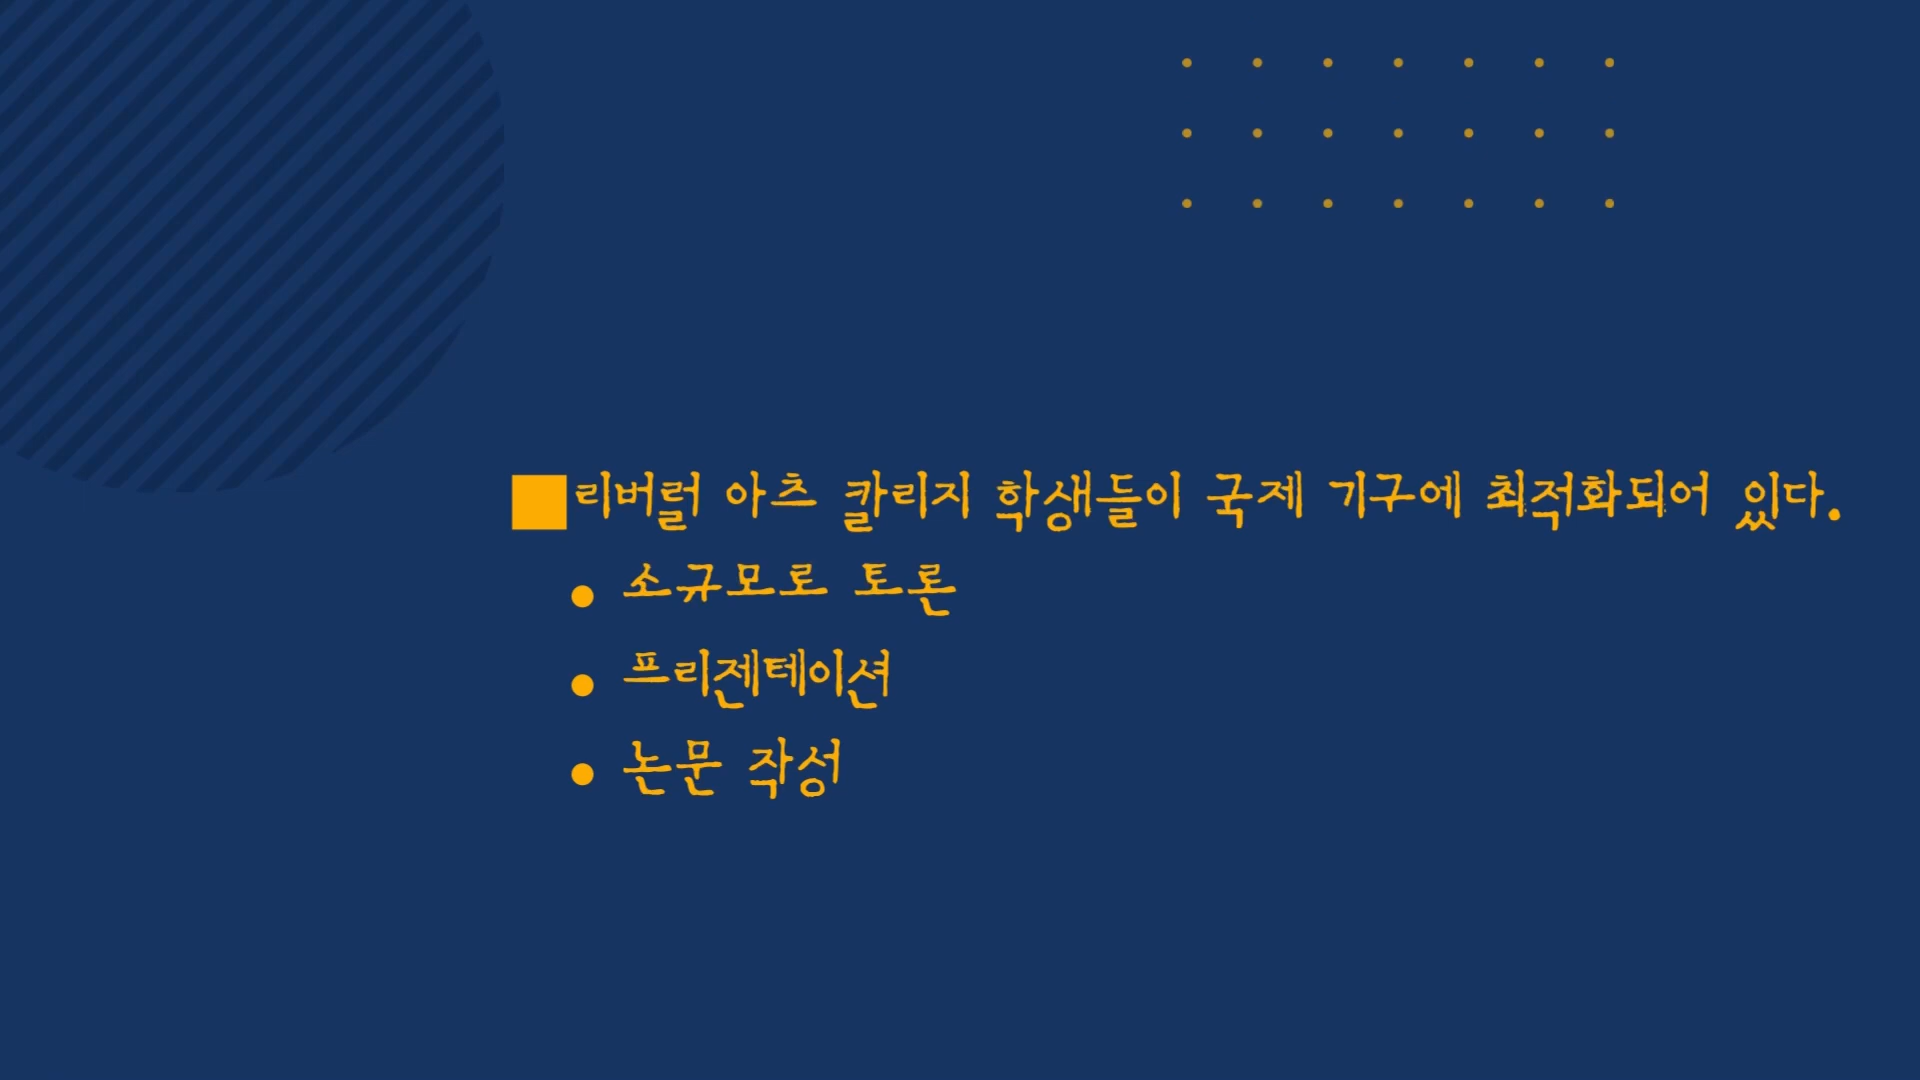 ■리버럴 아츠 칼리지 학생들이 국제 기구에 최적화되어 있다.
● 소규모로 토론
● 프리젠테이션
● 논문 작성